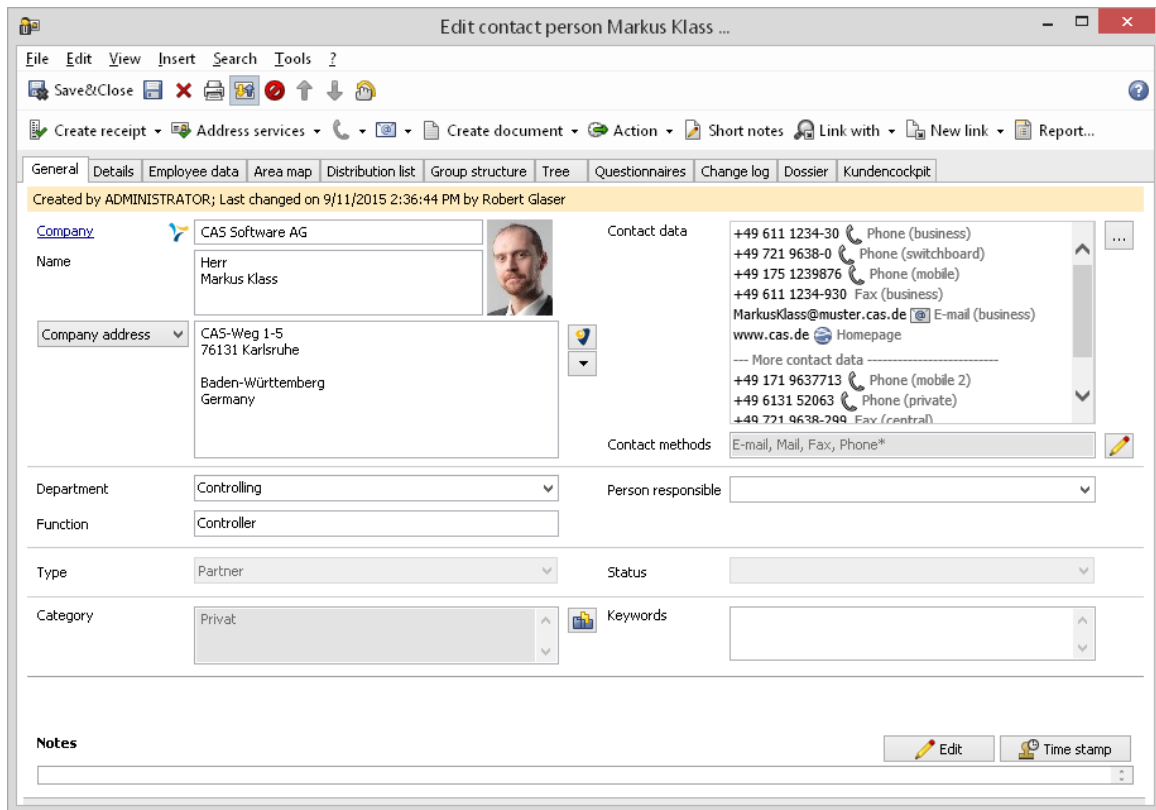 Edit contact person Markus Klass ...
File Edit View Insert Search Tools ?
Save&Close
Create receipt Address services Create document Action Short notes Link with New link Report...
General Details Employee data Area map Distribution list Group structure Tree Questionnaires Change log Dossier Kundencockpit
Created by ADMINISTRATOR; Last changed on 9/11/2015 2:36:44 PM by Robert Glaser
Company
CAS Software AG
Name
Herr
Markus Klass
Company address
CAS-Weg 1-5
76131 Karlsruhe
Baden-Württemberg
Germany
Contact data
+49 611 1234-30 Phone (business)
+49 721 9638-0 Phone (switchboard)
+49 175 1239876 Phone (mobile)
+49 611 1234-930 Fax (business)
MarkusKlass@muster.cas.de @ E-mail (business)
www.cas.de Homepage
--- More contact data --------------------------
+49 171 9637713 Phone (mobile 2)
+49 6131 52063 Phone (private)
+49 721 9638-299 Fax (central)
...
Contact methods
E-mail, Mail, Fax, Phone*
Department
Controlling
Person responsible
Function
Controller
Type
Partner
Status
Category
Privat
Keywords
Notes
Edit
Time stamp